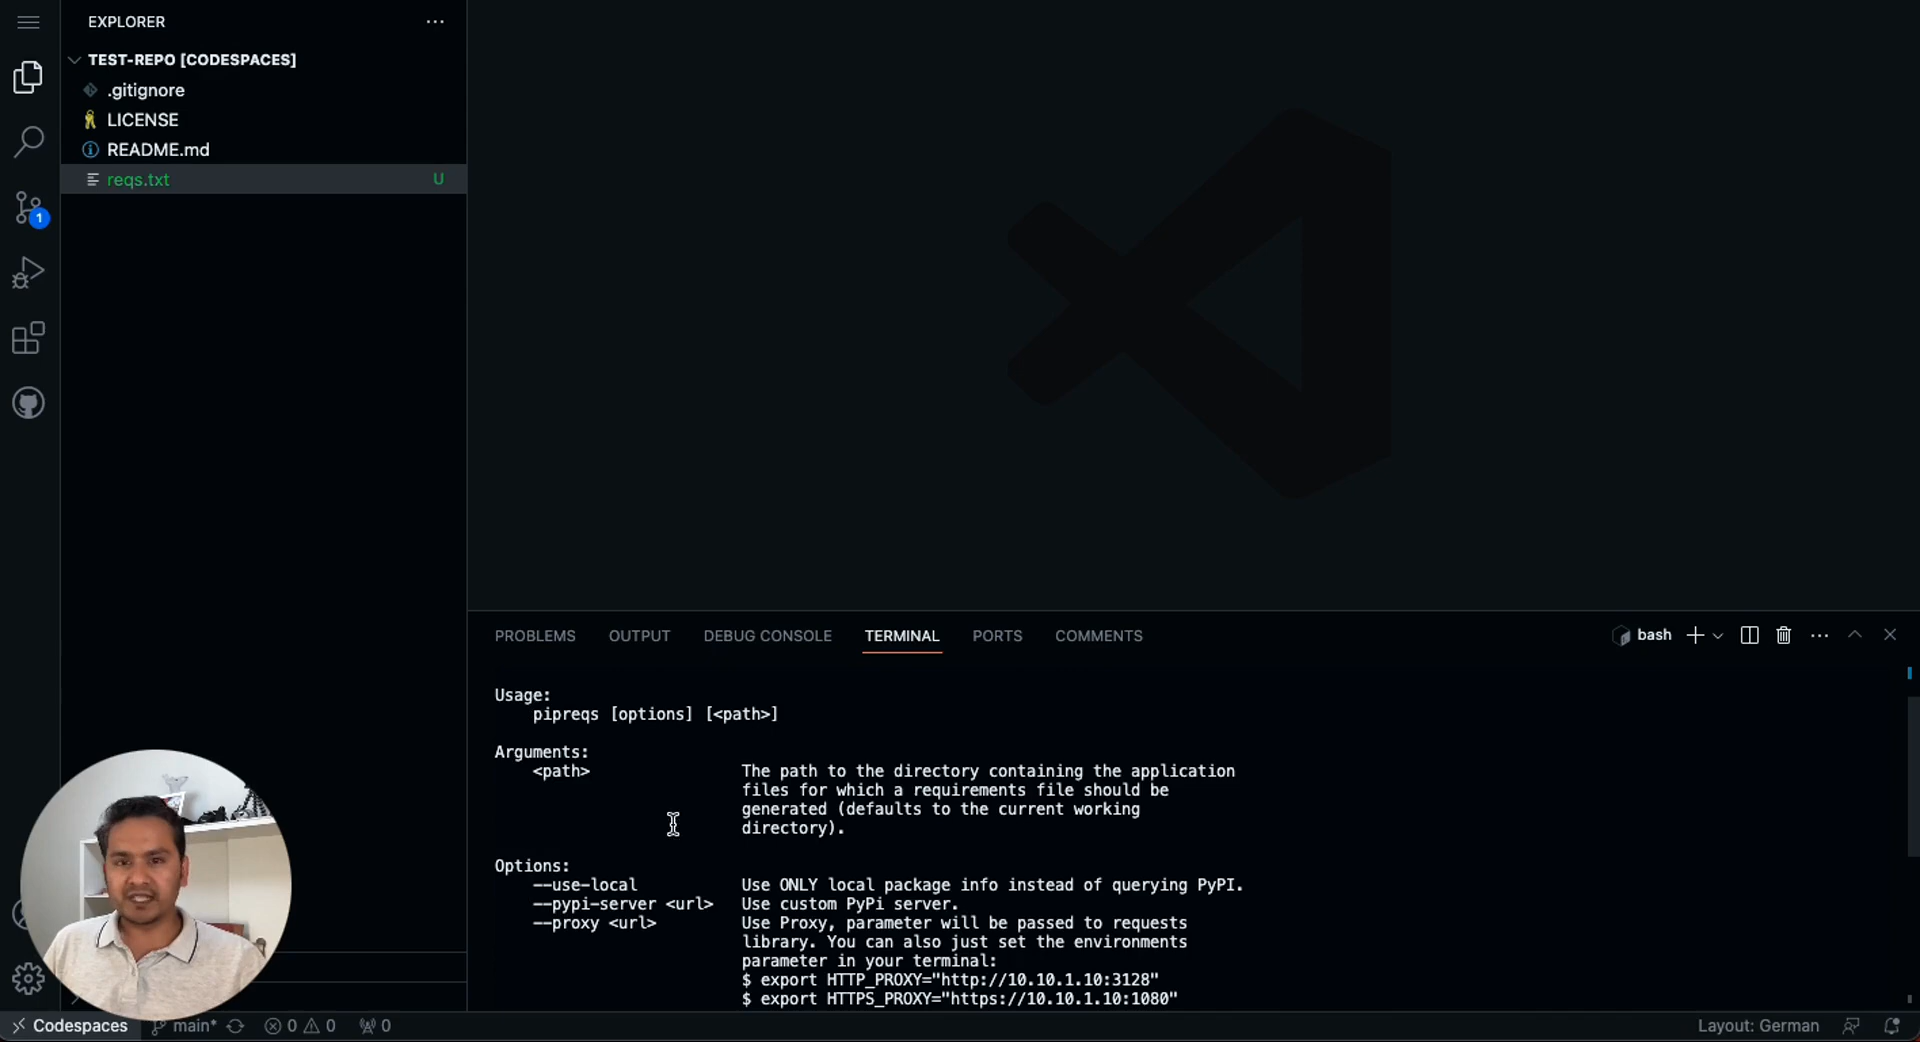 EXPLORER
TEST-REPO [CODESPACES]
.gitignore
LICENSE
README.md
reqs.txt U
1
PROBLEMS OUTPUT DEBUG CONSOLE TERMINAL PORTS COMMENTS
bash
Usage:
pipreqs [options] [<path>]
Arguments:
<path> The path to the directory containing the application
files for which a requirements file should be
generated (defaults to the current working
directory).
Options:
--use-local Use ONLY local package info instead of querying PyPI.
--pypi-server <url> Use custom PyPi server.
--proxy <url> Use Proxy, parameter will be passed to requests
library. You can also just set the environments
parameter in your terminal:
$ export HTTP_PROXY="http://10.10.1.10:3128"
$ export HTTPS_PROXY="https://10.10.1.10:1080"
Codespaces main* 0 0 0 Layout: German